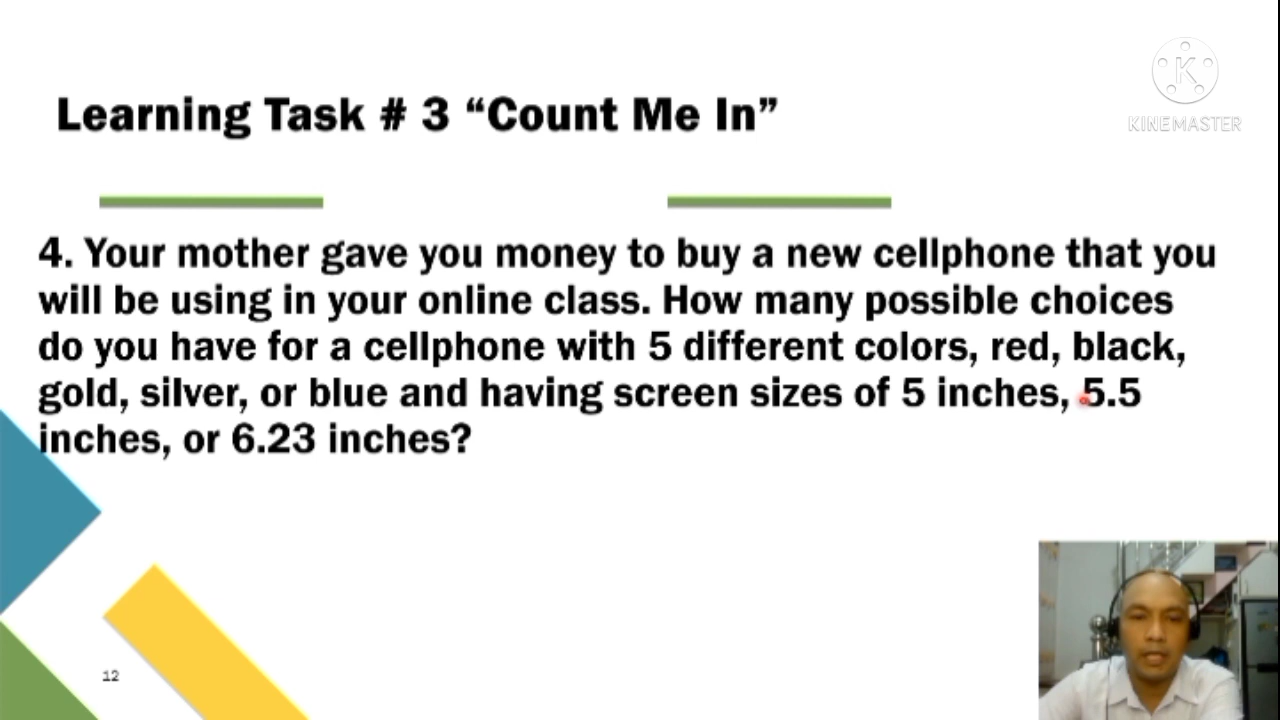 KINEMASTER
Learning Task # 3 “Count Me In”
4. Your mother gave you money to buy a new cellphone that you
will be using in your online class. How many possible choices
do you have for a cellphone with 5 different colors, red, black,
gold, silver, or blue and having screen sizes of 5 inches, 5.5
inches, or 6.23 inches?
12